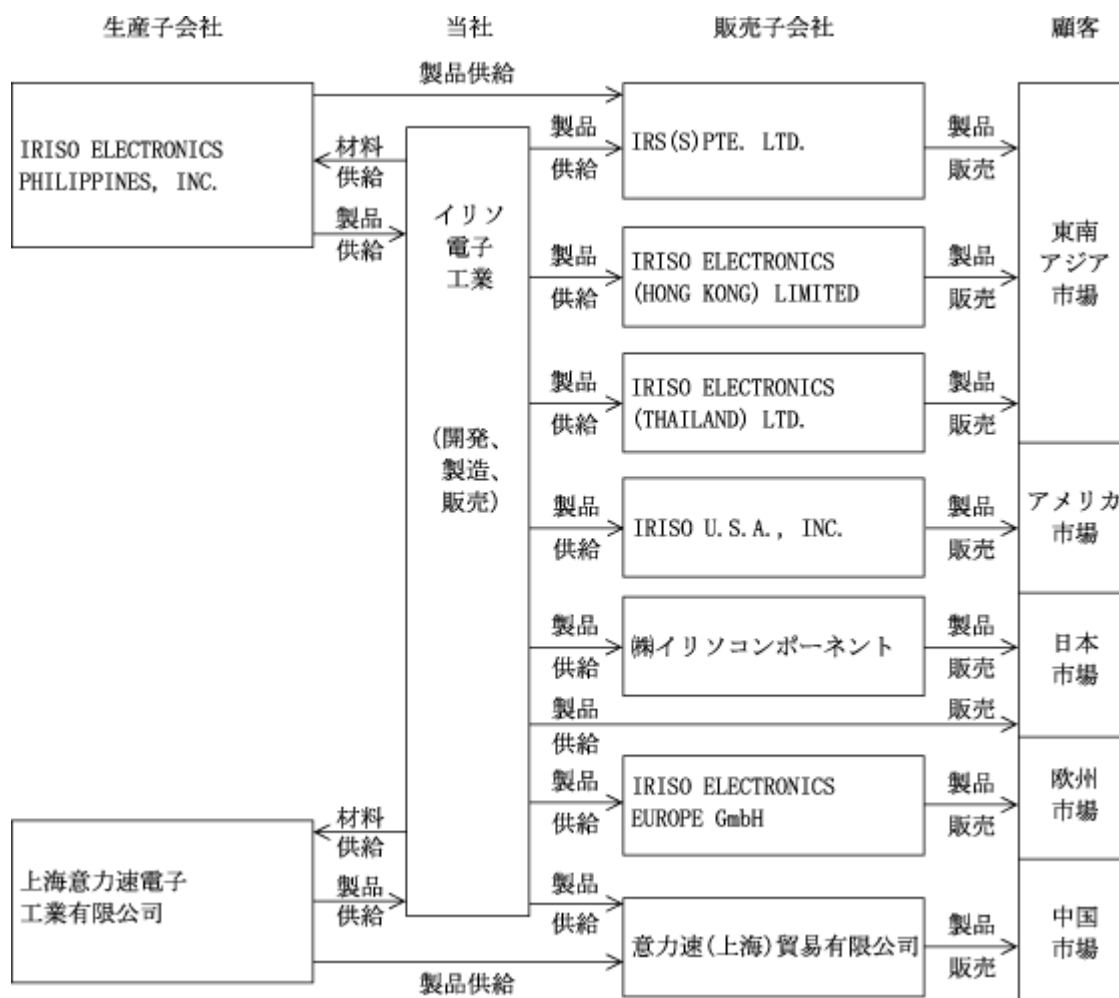 生産子会社
当社
販売子会社
顧客
製品供給
IRISO ELECTRONICS
PHILIPPINES, INC.
材料
供給
製品
供給
イリソ
電子
工業
(開発、
製造、
販売)
製品
供給
IRS(S)PTE. LTD.
製品
販売
製品
供給
IRISO ELECTRONICS
(HONG KONG) LIMITED
製品
販売
東南
アジア
市場
製品
供給
IRISO ELECTRONICS
(THAILAND) LTD.
製品
販売
製品
供給
IRISO U.S.A., INC.
製品
販売
アメリカ
市場
製品
供給
㈱イリソコンポーネント
製品
販売
日本
市場
製品
供給
販売
製品
供給
IRISO ELECTRONICS
EUROPE GmbH
製品
販売
欧州
市場
上海意力速電子
工業有限公司
材料
供給
製品
供給
製品
供給
意力速(上海)貿易有限公司
製品
販売
中国
市場
製品供給